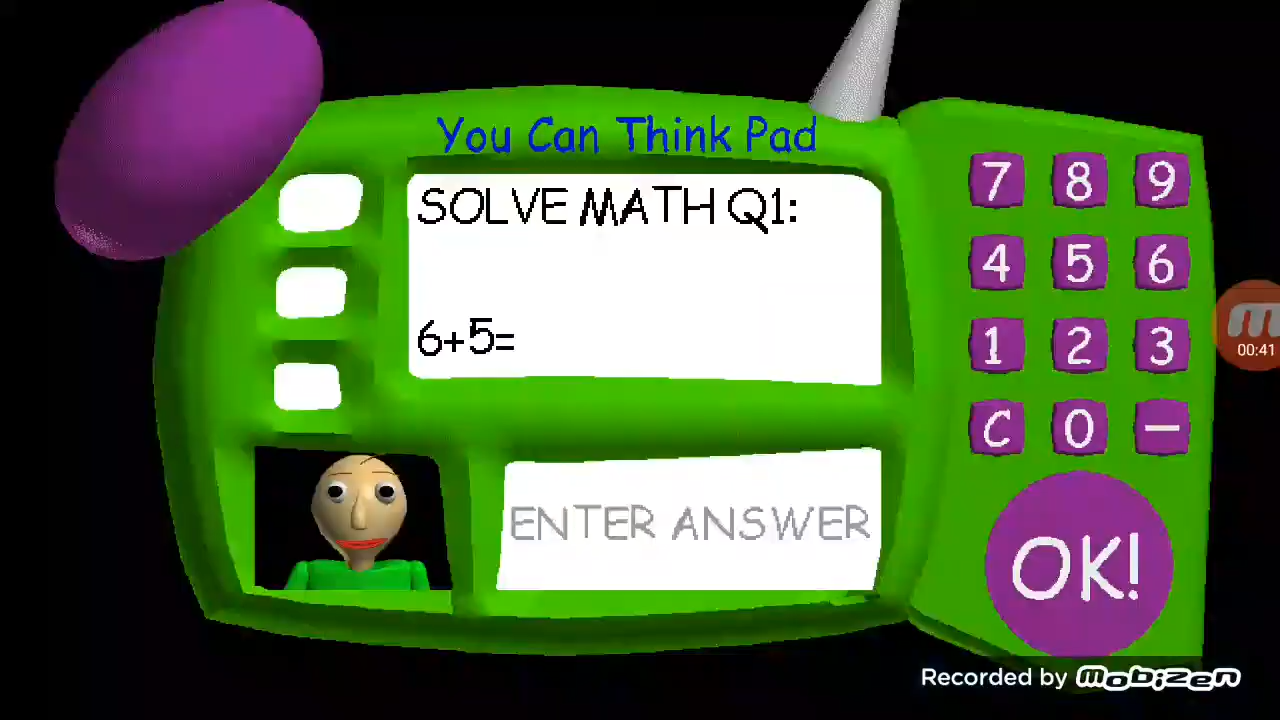 You Can Think Pad
SOLVE MATH Q1:
6+5=
ENTER ANSWER
7 8 9
4 5 6
1 2 3
C 0 –
OK!
00:41
Recorded by mobizen